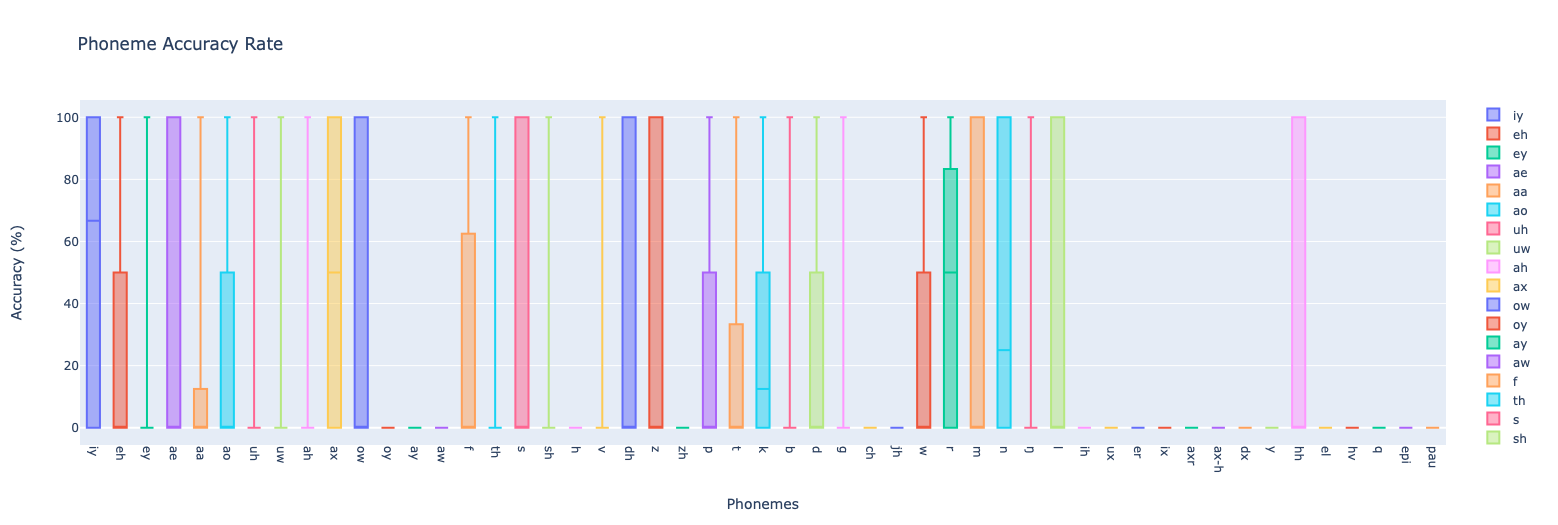 Phoneme Accuracy Rate
Accuracy (%)
100
80
60
40
20
0
iy eh ey ae aa ao uh uw ah ax ow oy ay aw f th s sh h v dh z zh p t k b d g ch jh w r m n ŋ l ih ux er ix axr ax-h dx y hh el hv q epi pau
Phonemes
iy
eh
ey
ae
aa
ao
uh
uw
ah
ax
ow
oy
ay
aw
f
th
s
sh